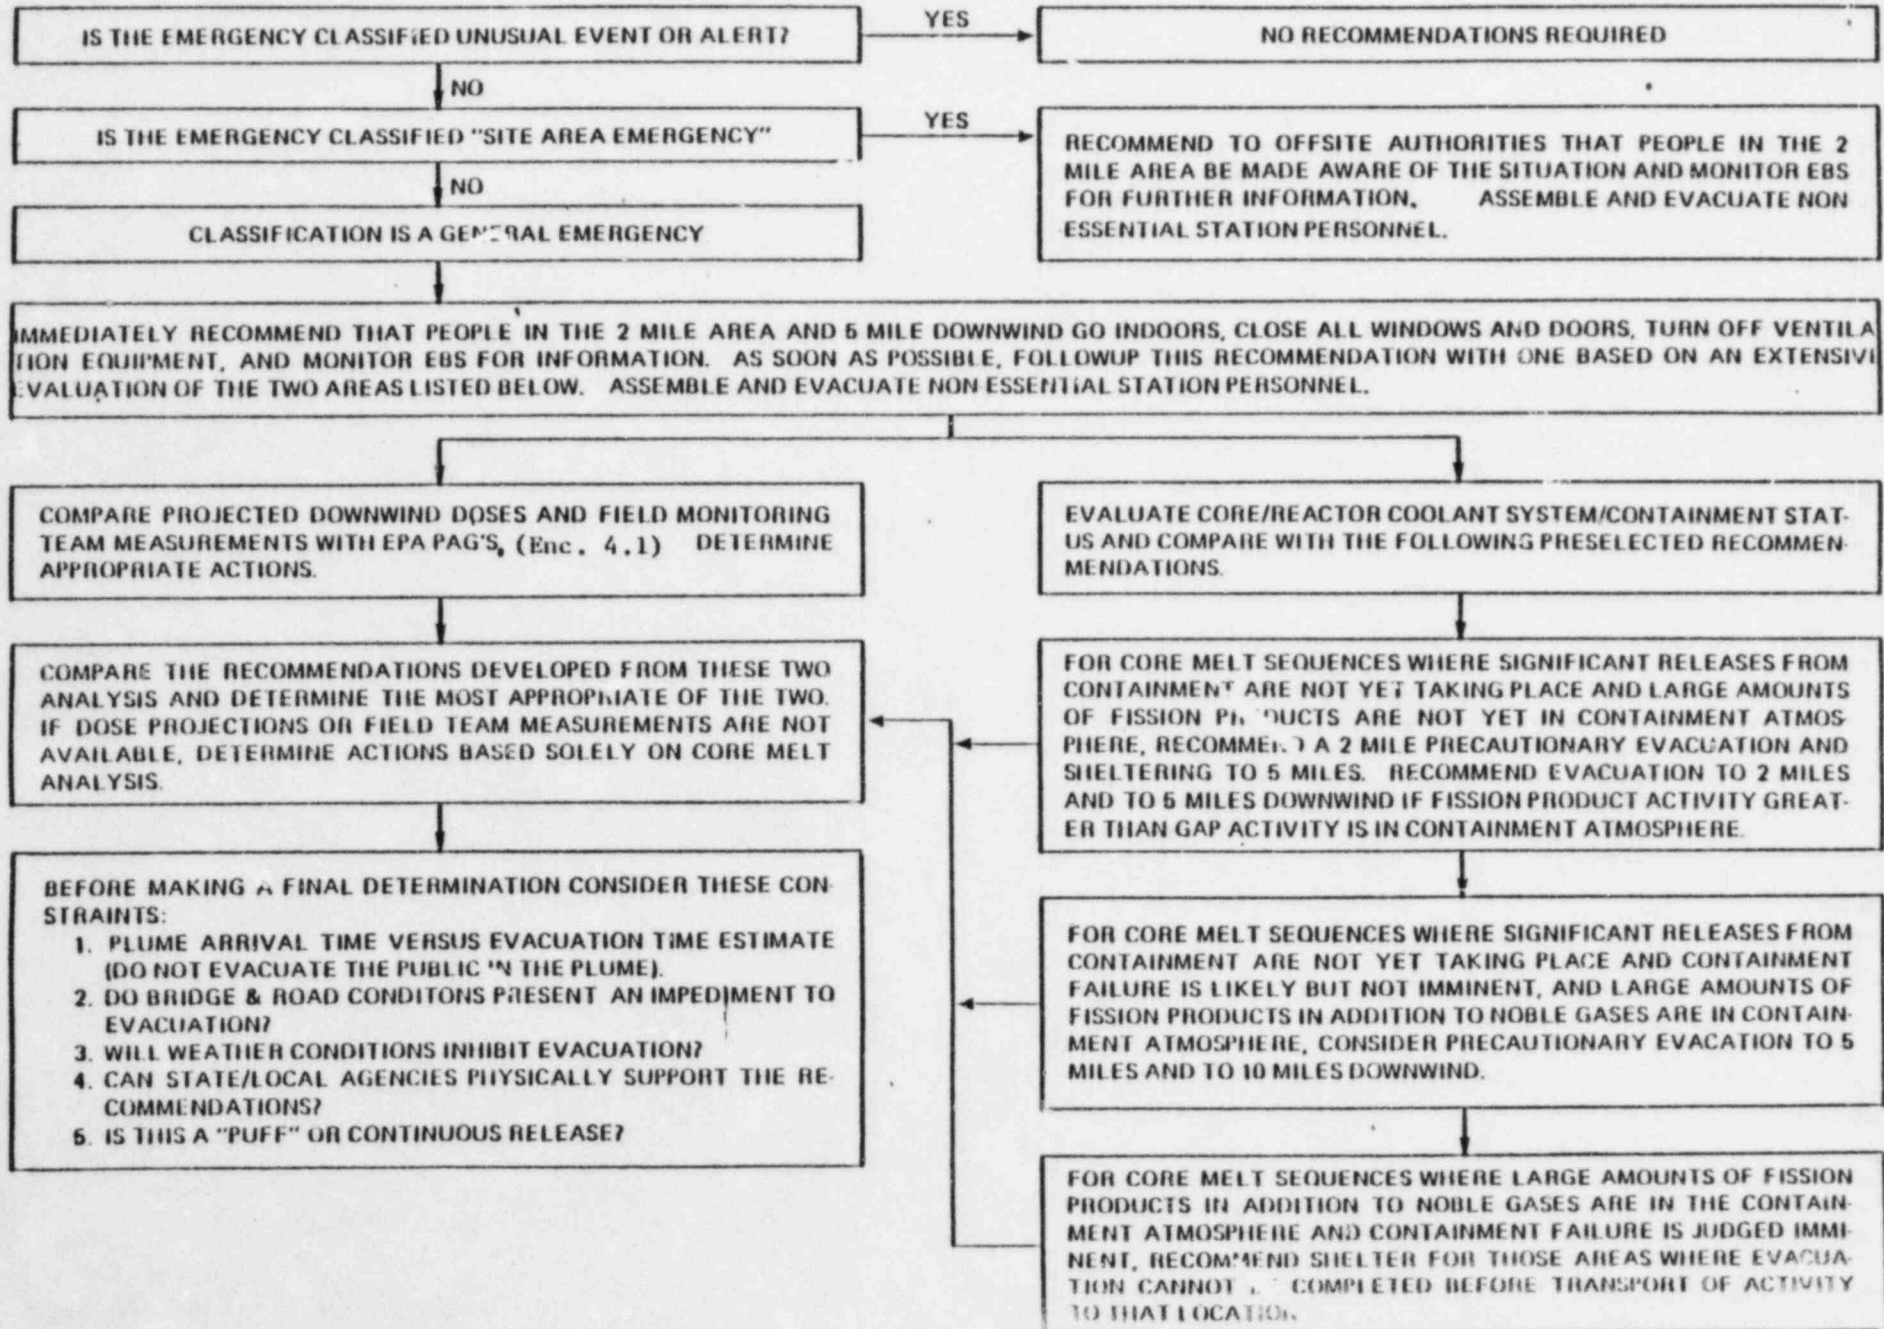 IS THE EMERGENCY CLASSIFIED UNUSUAL EVENT OR ALERT?
YES
NO RECOMMENDATIONS REQUIRED
NO
IS THE EMERGENCY CLASSIFIED "SITE AREA EMERGENCY"
YES
RECOMMEND TO OFFSITE AUTHORITIES THAT PEOPLE IN THE 2
MILE AREA BE MADE AWARE OF THE SITUATION AND MONITOR EBS
FOR FURTHER INFORMATION. ASSEMBLE AND EVACUATE NON
ESSENTIAL STATION PERSONNEL.
NO
CLASSIFICATION IS A GENERAL EMERGENCY
IMMEDIATELY RECOMMEND THAT PEOPLE IN THE 2 MILE AREA AND 5 MILE DOWNWIND GO INDOORS, CLOSE ALL WINDOWS AND DOORS, TURN OFF VENTILA
TION EQUIPMENT, AND MONITOR EBS FOR INFORMATION. AS SOON AS POSSIBLE, FOLLOWUP THIS RECOMMENDATION WITH ONE BASED ON AN EXTENSIV
EVALUATION OF THE TWO AREAS LISTED BELOW. ASSEMBLE AND EVACUATE NON ESSENTIAL STATION PERSONNEL.
COMPARE PROJECTED DOWNWIND DOSES AND FIELD MONITORING
TEAM MEASUREMENTS WITH EPA PAG'S, (Enc. 4.1) DETERMINE
APPROPRIATE ACTIONS.
COMPARE THE RECOMMENDATIONS DEVELOPED FROM THESE TWO
ANALYSIS AND DETERMINE THE MOST APPROPRIATE OF THE TWO.
IF DOSE PROJECTIONS OR FIELD TEAM MEASUREMENTS ARE NOT
AVAILABLE, DETERMINE ACTIONS BASED SOLELY ON CORE MELT
ANALYSIS.
BEFORE MAKING A FINAL DETERMINATION CONSIDER THESE CON-
STRAINTS:
1. PLUME ARRIVAL TIME VERSUS EVACUATION TIME ESTIMATE
(DO NOT EVACUATE THE PUBLIC IN THE PLUME).
2. DO BRIDGE & ROAD CONDITONS PRESENT AN IMPEDIMENT TO
EVACUATION?
3. WILL WEATHER CONDITIONS INHIBIT EVACUATION?
4. CAN STATE/LOCAL AGENCIES PHYSICALLY SUPPORT THE RE-
COMMENDATIONS?
5. IS THIS A "PUFF" OR CONTINUOUS RELEASE?
EVALUATE CORE/REACTOR COOLANT SYSTEM/CONTAINMENT STAT-
US AND COMPARE WITH THE FOLLOWING PRESELECTED RECOMMEN-
MENDATIONS.
FOR CORE MELT SEQUENCES WHERE SIGNIFICANT RELEASES FROM
CONTAINMENT ARE NOT YET TAKING PLACE AND LARGE AMOUNTS
OF FISSION PRODUCTS ARE NOT YET IN CONTAINMENT ATMOS-
PHERE, RECOMMEND A 2 MILE PRECAUTIONARY EVACUATION AND
SHELTERING TO 5 MILES. RECOMMEND EVACUATION TO 2 MILES
AND TO 5 MILES DOWNWIND IF FISSION PRODUCT ACTIVITY GREAT-
ER THAN GAP ACTIVITY IS IN CONTAINMENT ATMOSPHERE.
FOR CORE MELT SEQUENCES WHERE SIGNIFICANT RELEASES FROM
CONTAINMENT ARE NOT YET TAKING PLACE AND CONTAINMENT
FAILURE IS LIKELY BUT NOT IMMINENT, AND LARGE AMOUNTS OF
FISSION PRODUCTS IN ADDITION TO NOBLE GASES ARE IN CONTAIN-
MENT ATMOSPHERE, CONSIDER PRECAUTIONARY EVACATION TO 5
MILES AND TO 10 MILES DOWNWIND.
FOR CORE MELT SEQUENCES WHERE LARGE AMOUNTS OF FISSION
PRODUCTS IN ADDITION TO NOBLE GASES ARE IN THE CONTAIN-
MENT ATMOSPHERE AND CONTAINMENT FAILURE IS JUDGED IMMI-
NENT, RECOMMEND SHELTER FOR THOSE AREAS WHERE EVACUA-
TION CANNOT COMPLETED BEFORE TRANSPORT OF ACTIVITY
TO THAT LOCATION.